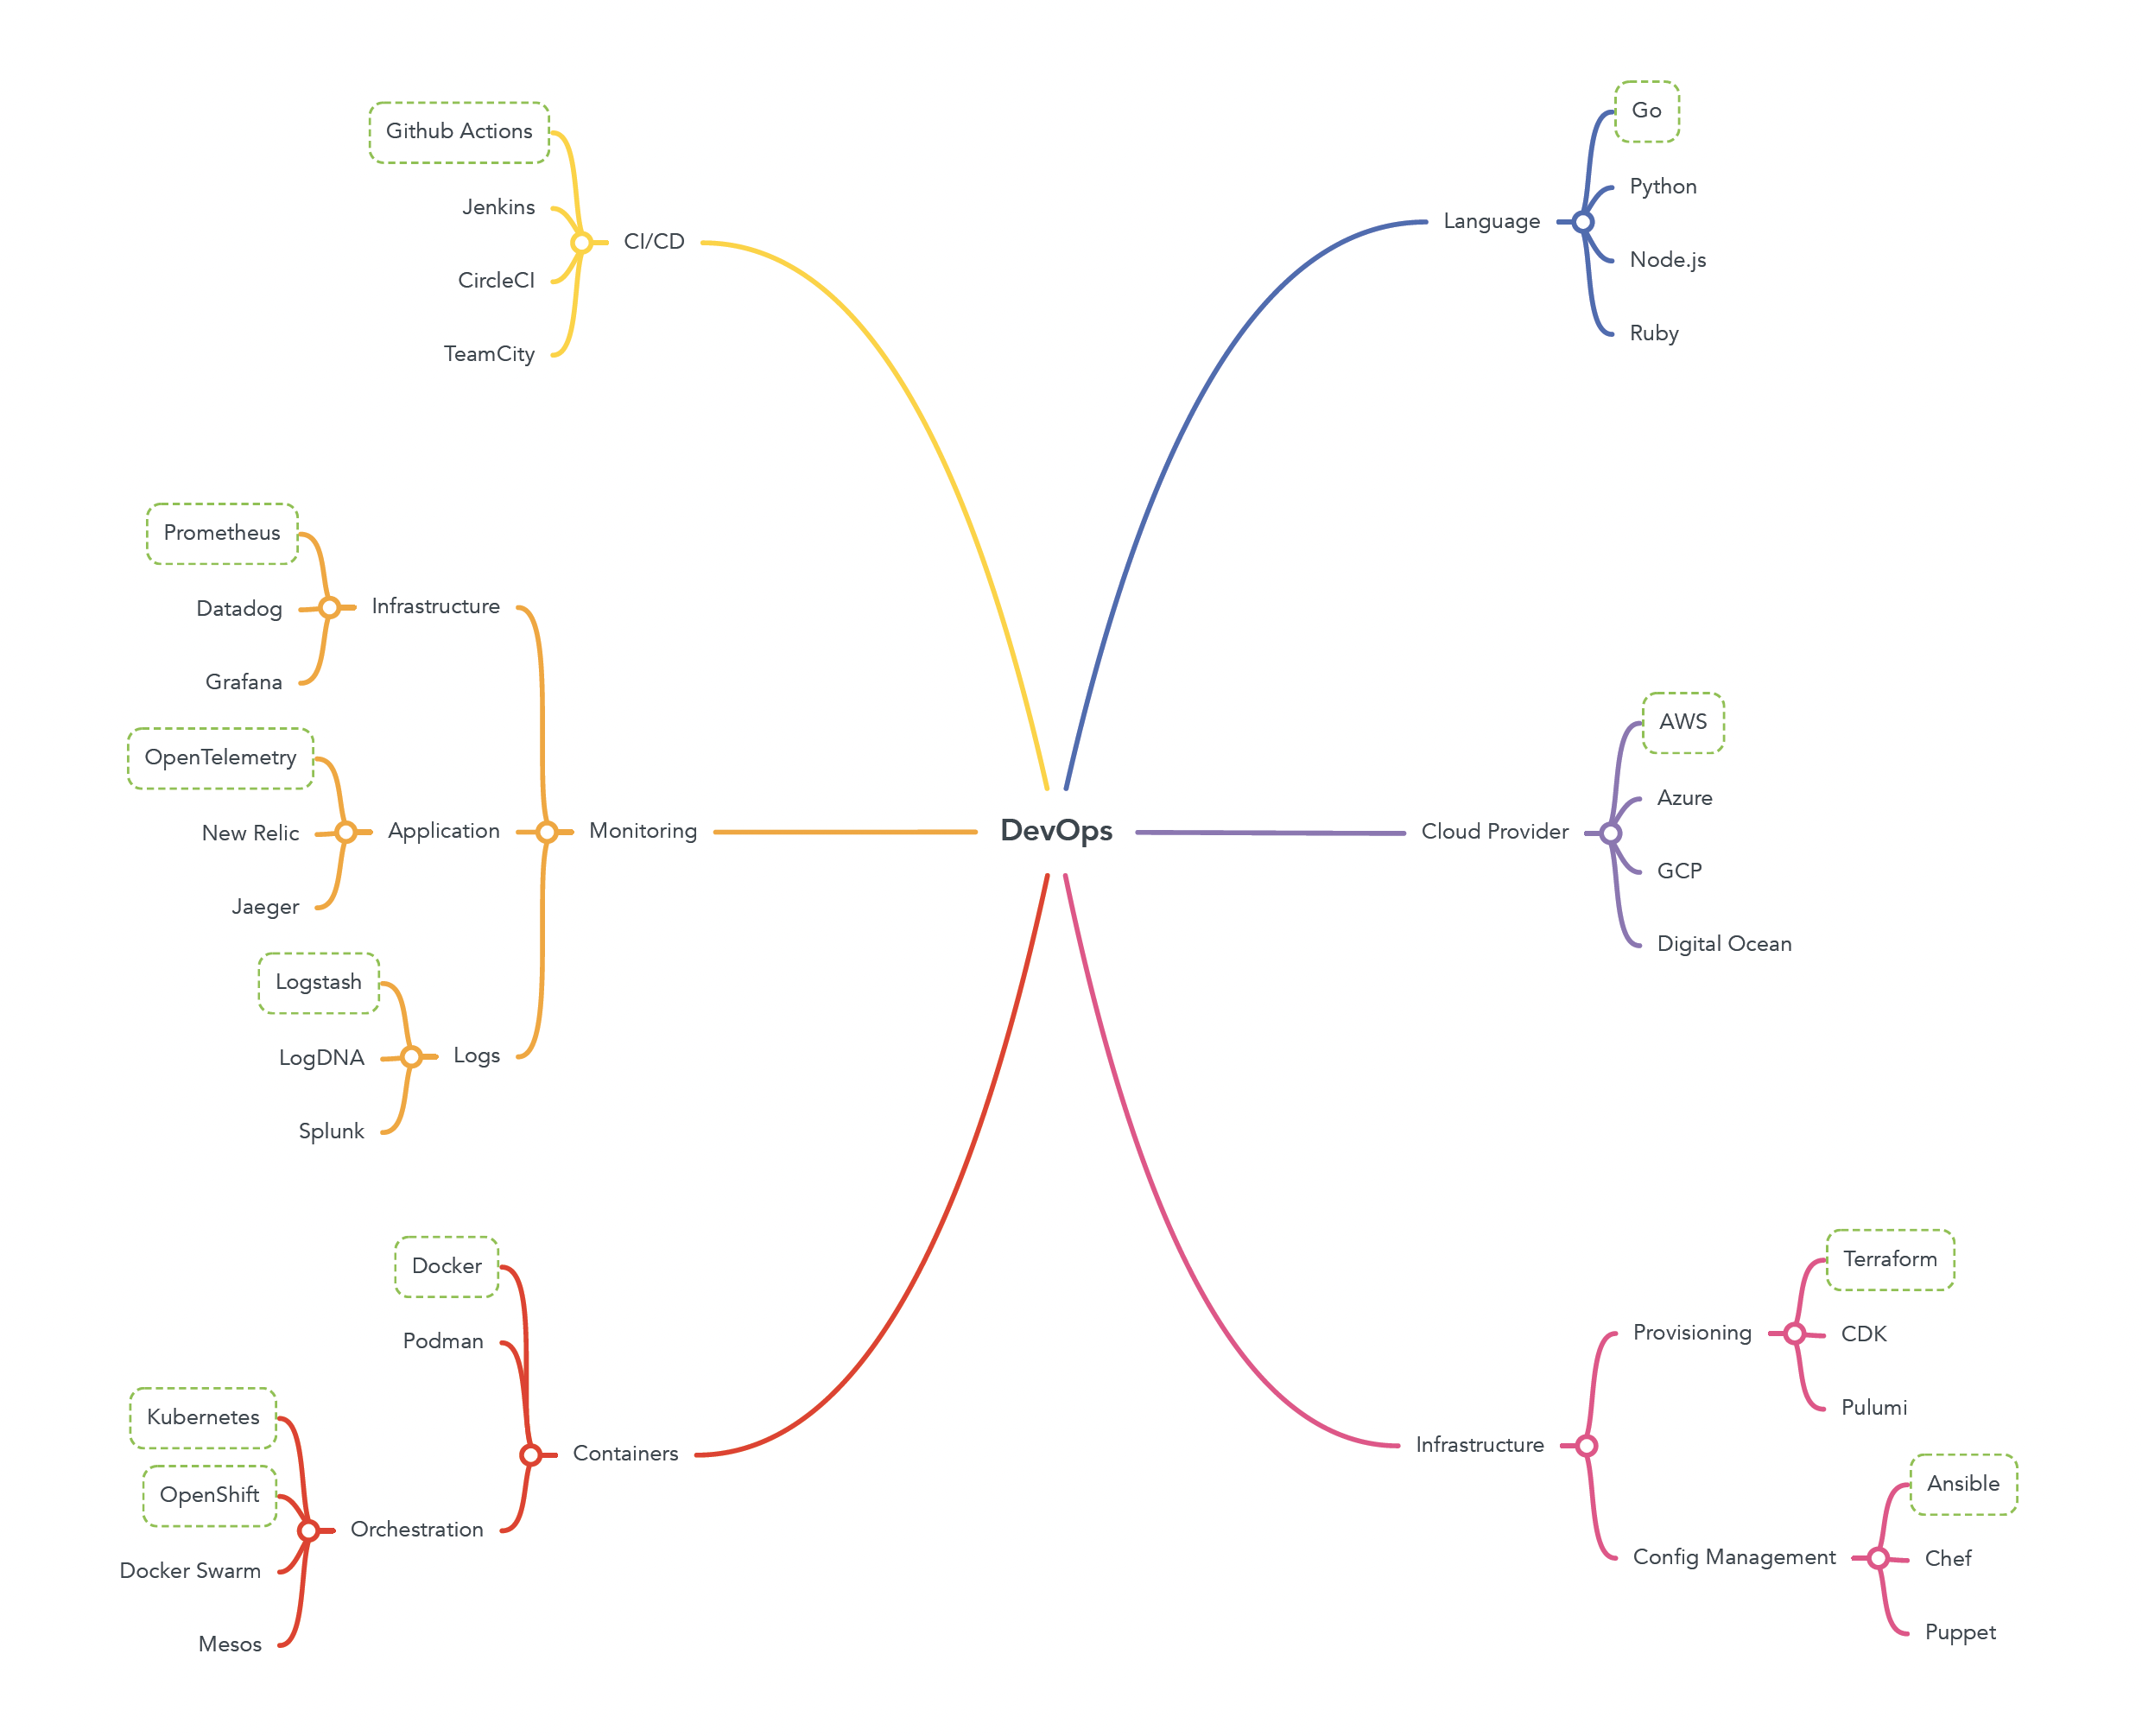 DevOps
CI/CD
Github Actions
Jenkins
CircleCI
TeamCity
Monitoring
Infrastructure
Prometheus
Datadog
Grafana
Application
OpenTelemetry
New Relic
Jaeger
Logs
Logstash
LogDNA
Splunk
Containers
Docker
Podman
Orchestration
Kubernetes
OpenShift
Docker Swarm
Mesos
Language
Go
Python
Node.js
Ruby
Cloud Provider
AWS
Azure
GCP
Digital Ocean
Infrastructure
Provisioning
Terraform
CDK
Pulumi
Config Management
Ansible
Chef
Puppet